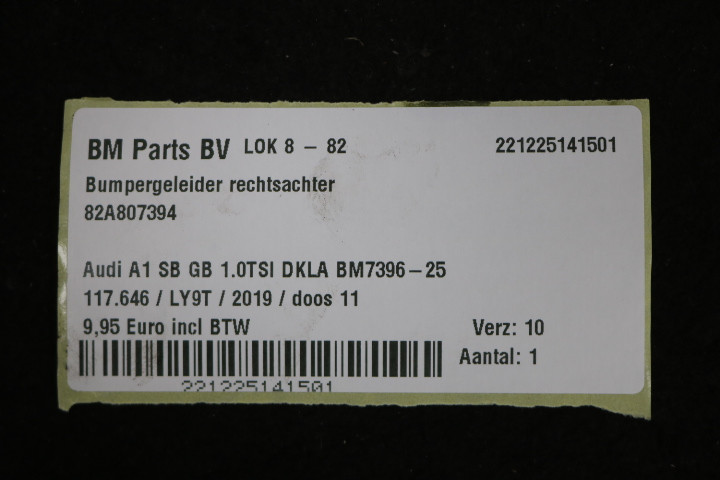 BM Parts BV LOK 8 - 82 221225141501
Bumpergeleider rechtsachter
82A807394
Audi A1 SB GB 1.0TSI DKLA BM7396-25
117.646 / LY9T / 2019 / doos 11
9,95 Euro incl BTW Verz: 10
Aantal: 1
221225141501